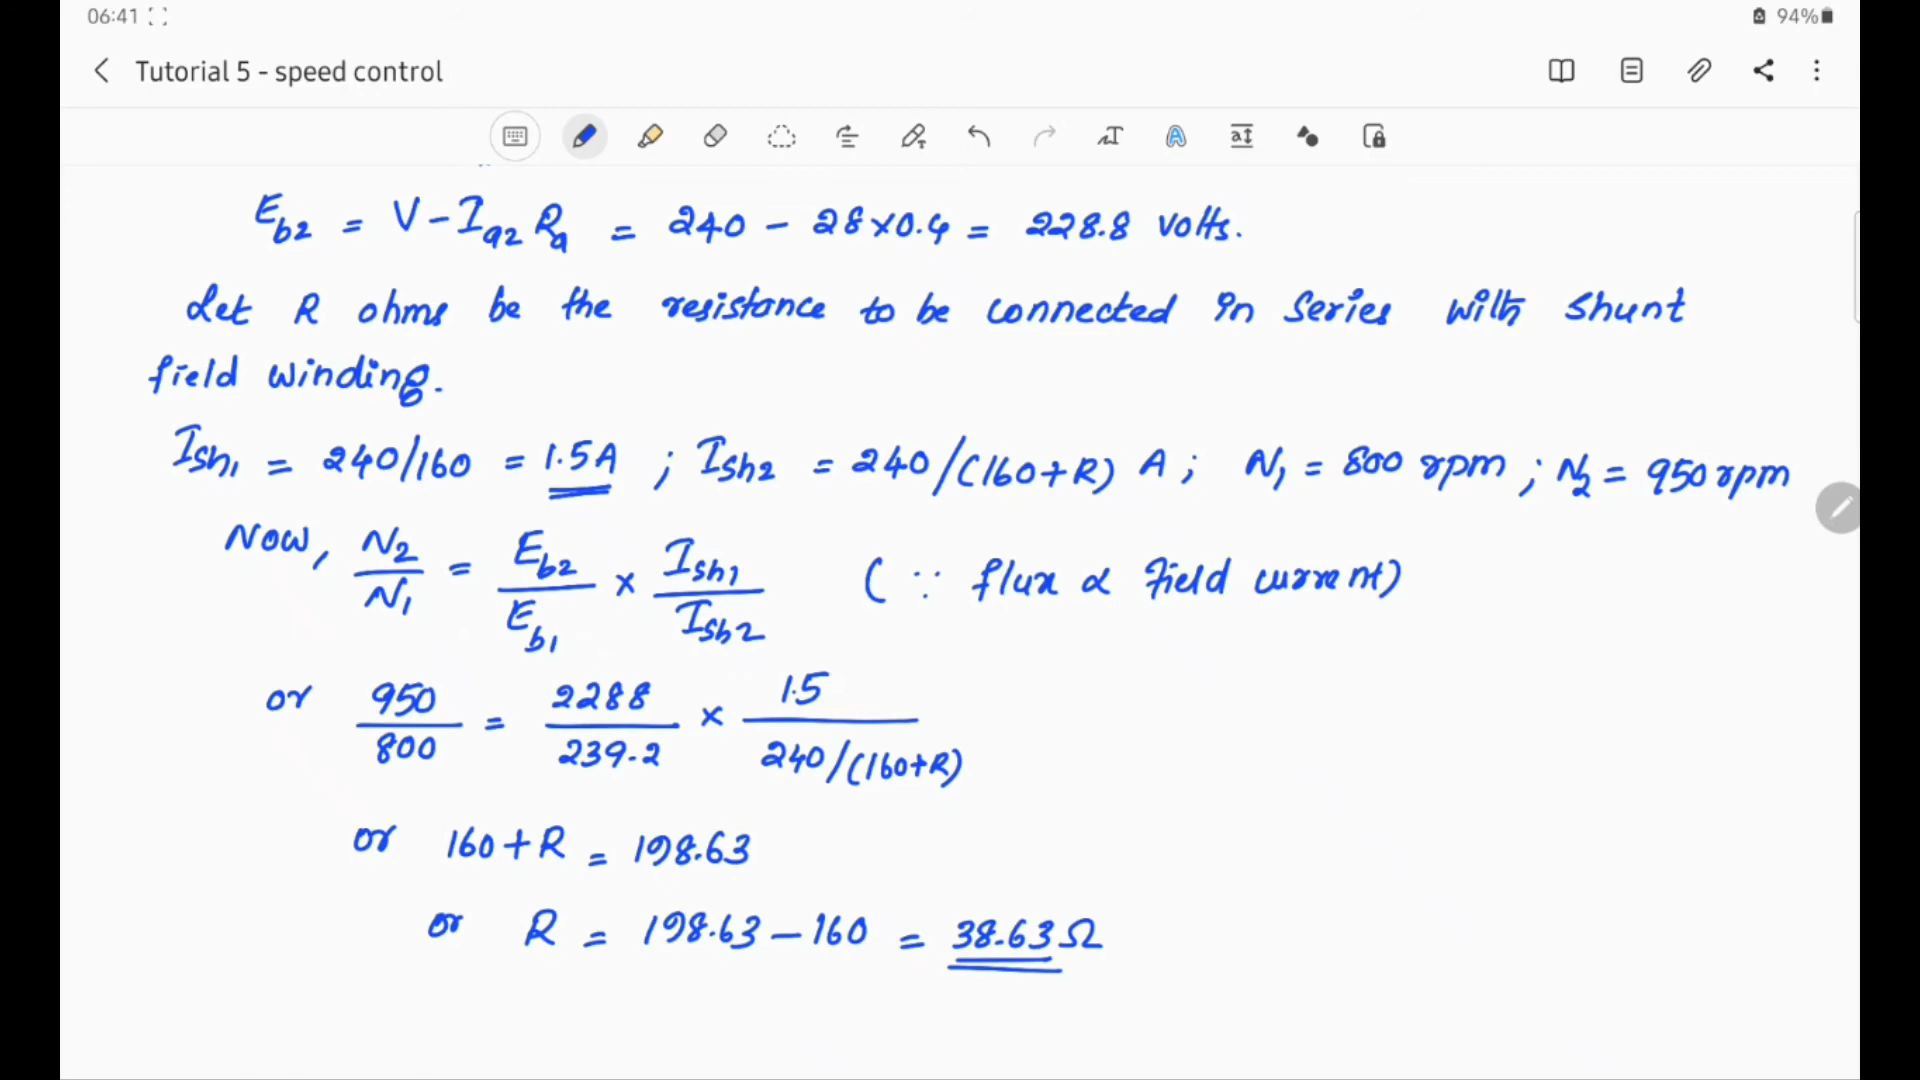 06:41
94%
Tutorial 5 - speed control
Eb2 = V - Ia2 Ra = 240 - 28×0.4 = 228.8 volts.
Let R ohms be the resistance to be connected in series with shunt
field winding.
Ish1 = 240/160 = 1.5A ; Ish2 = 240/(160+R) A ; N1 = 800 rpm ; N2 = 950 rpm
Now, N2/N1 = Eb2/Eb1 × Ish1/Ish2 (∵ flux ∝ field current)
or 950/800 = 2288/239.2 × 1.5/240/(160+R)
or 160+R = 198.63
or R = 198.63 - 160 = 38.63 Ω